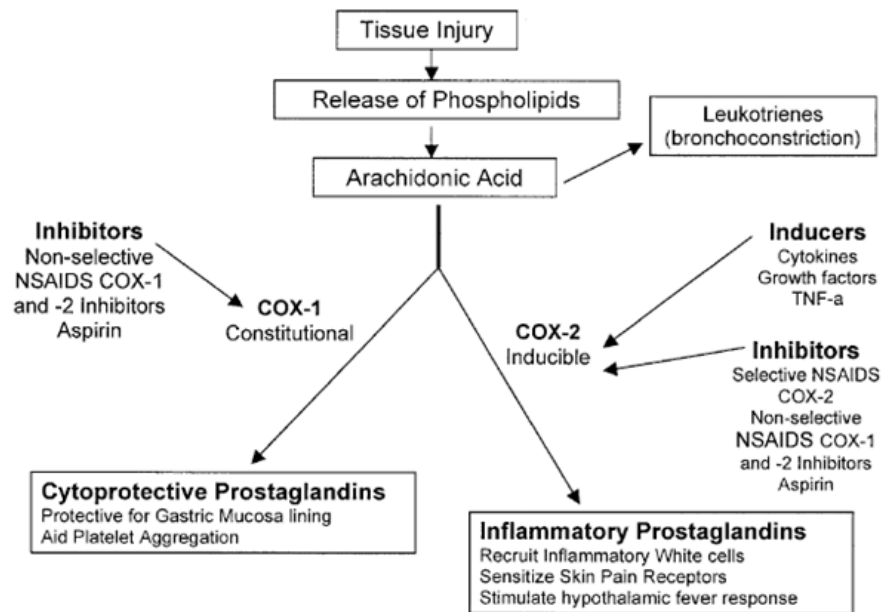 Tissue Injury
Release of Phospholipids
Leukotrienes
(bronchoconstriction)
Arachidonic Acid
Inhibitors
Non-selective
NSAIDS COX-1
and -2 Inhibitors
Aspirin
COX-1
Constitutional
Inducers
Cytokines
Growth factors
TNF-a
COX-2
Inducible
Inhibitors
Selective NSAIDS
COX-2
Non-selective
NSAIDS COX-1
and -2 Inhibitors
Aspirin
Cytoprotective Prostaglandins
Protective for Gastric Mucosa lining
Aid Platelet Aggregation
Inflammatory Prostaglandins
Recruit Inflammatory White cells
Sensitize Skin Pain Receptors
Stimulate hypothalamic fever response